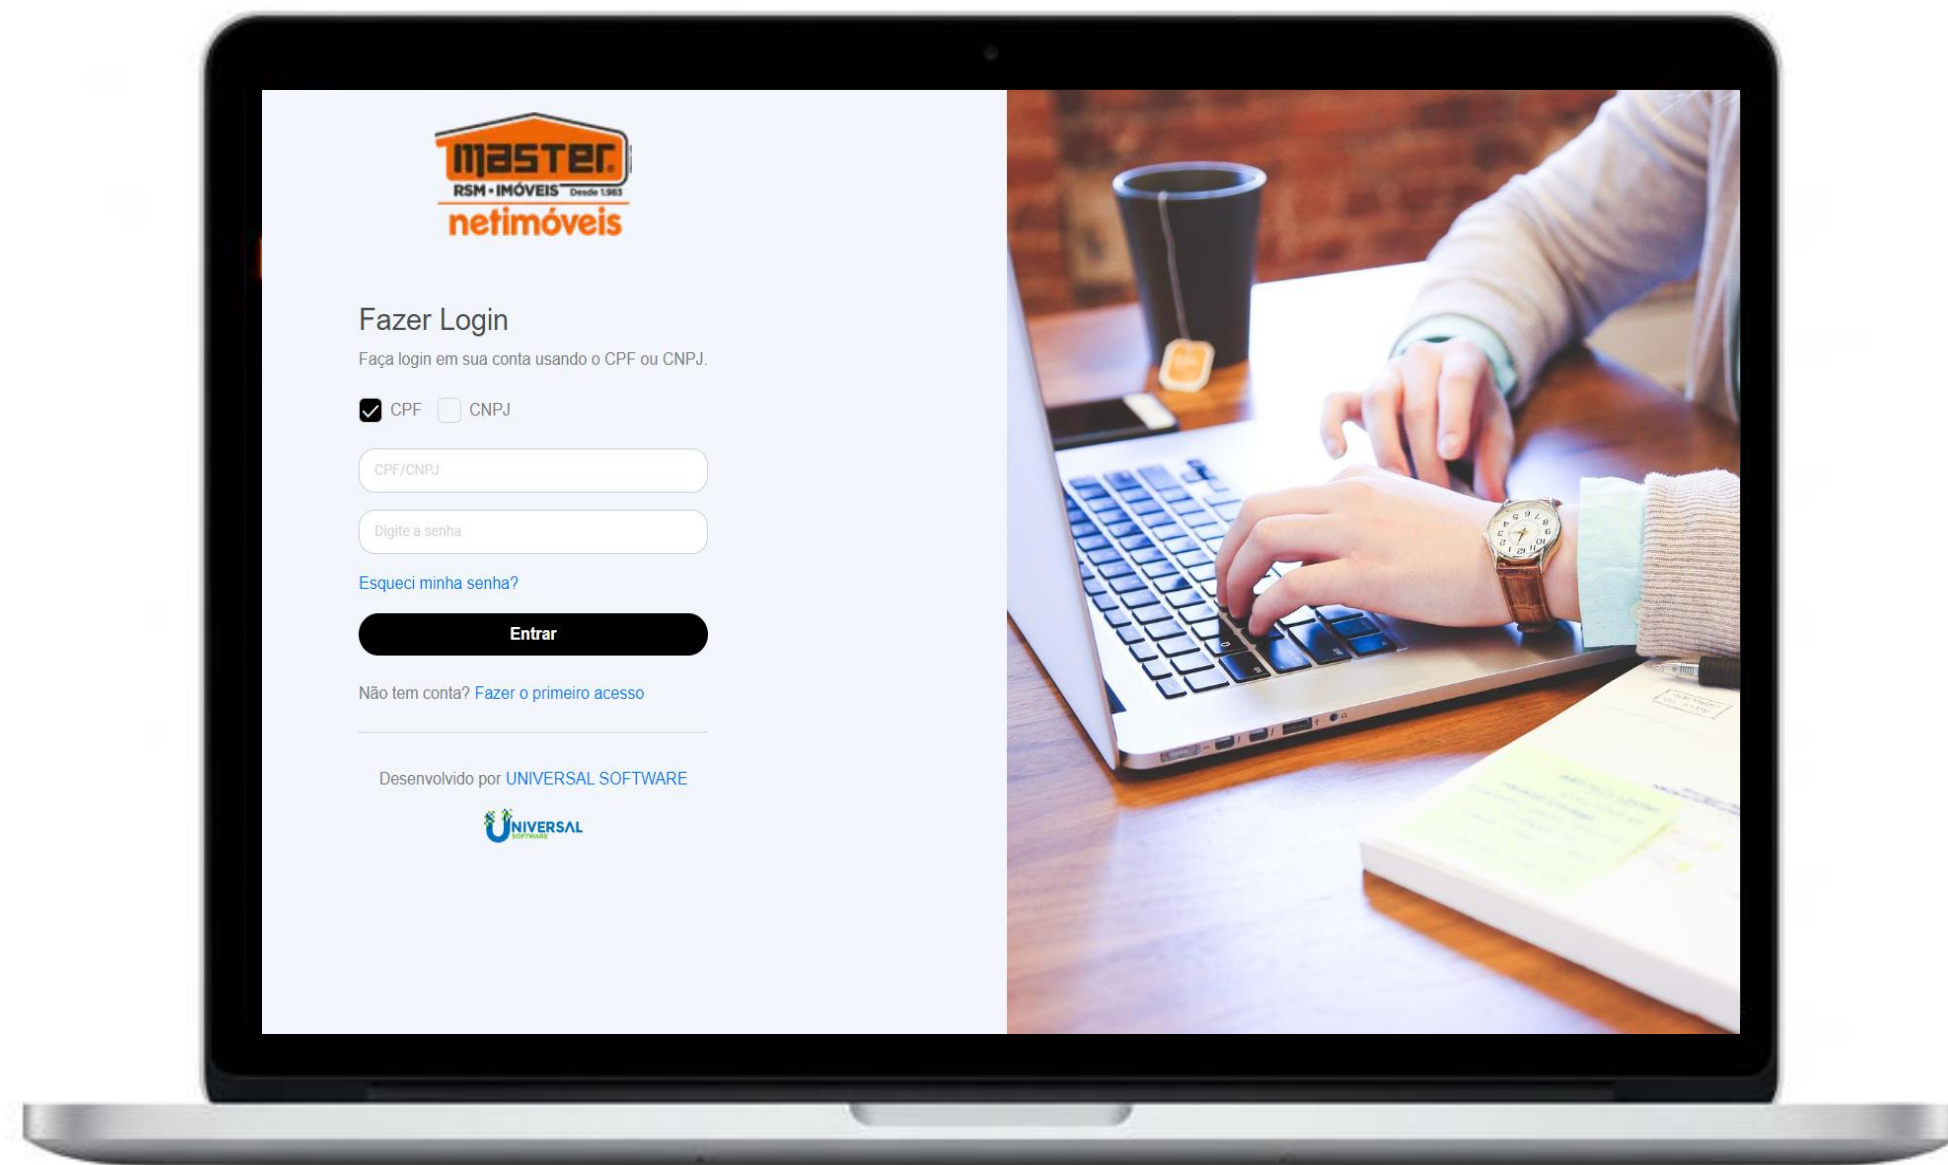 master
RSM - IMÓVEIS Desde 1.983
netimóveis
Fazer Login
Faça login em sua conta usando o CPF ou CNPJ.
CPF CNPJ
CPF/CNPJ
Digite a senha
Esqueci minha senha?
Entrar
Não tem conta? Fazer o primeiro acesso
Desenvolvido por UNIVERSAL SOFTWARE
UNIVERSAL
SOFTWARE